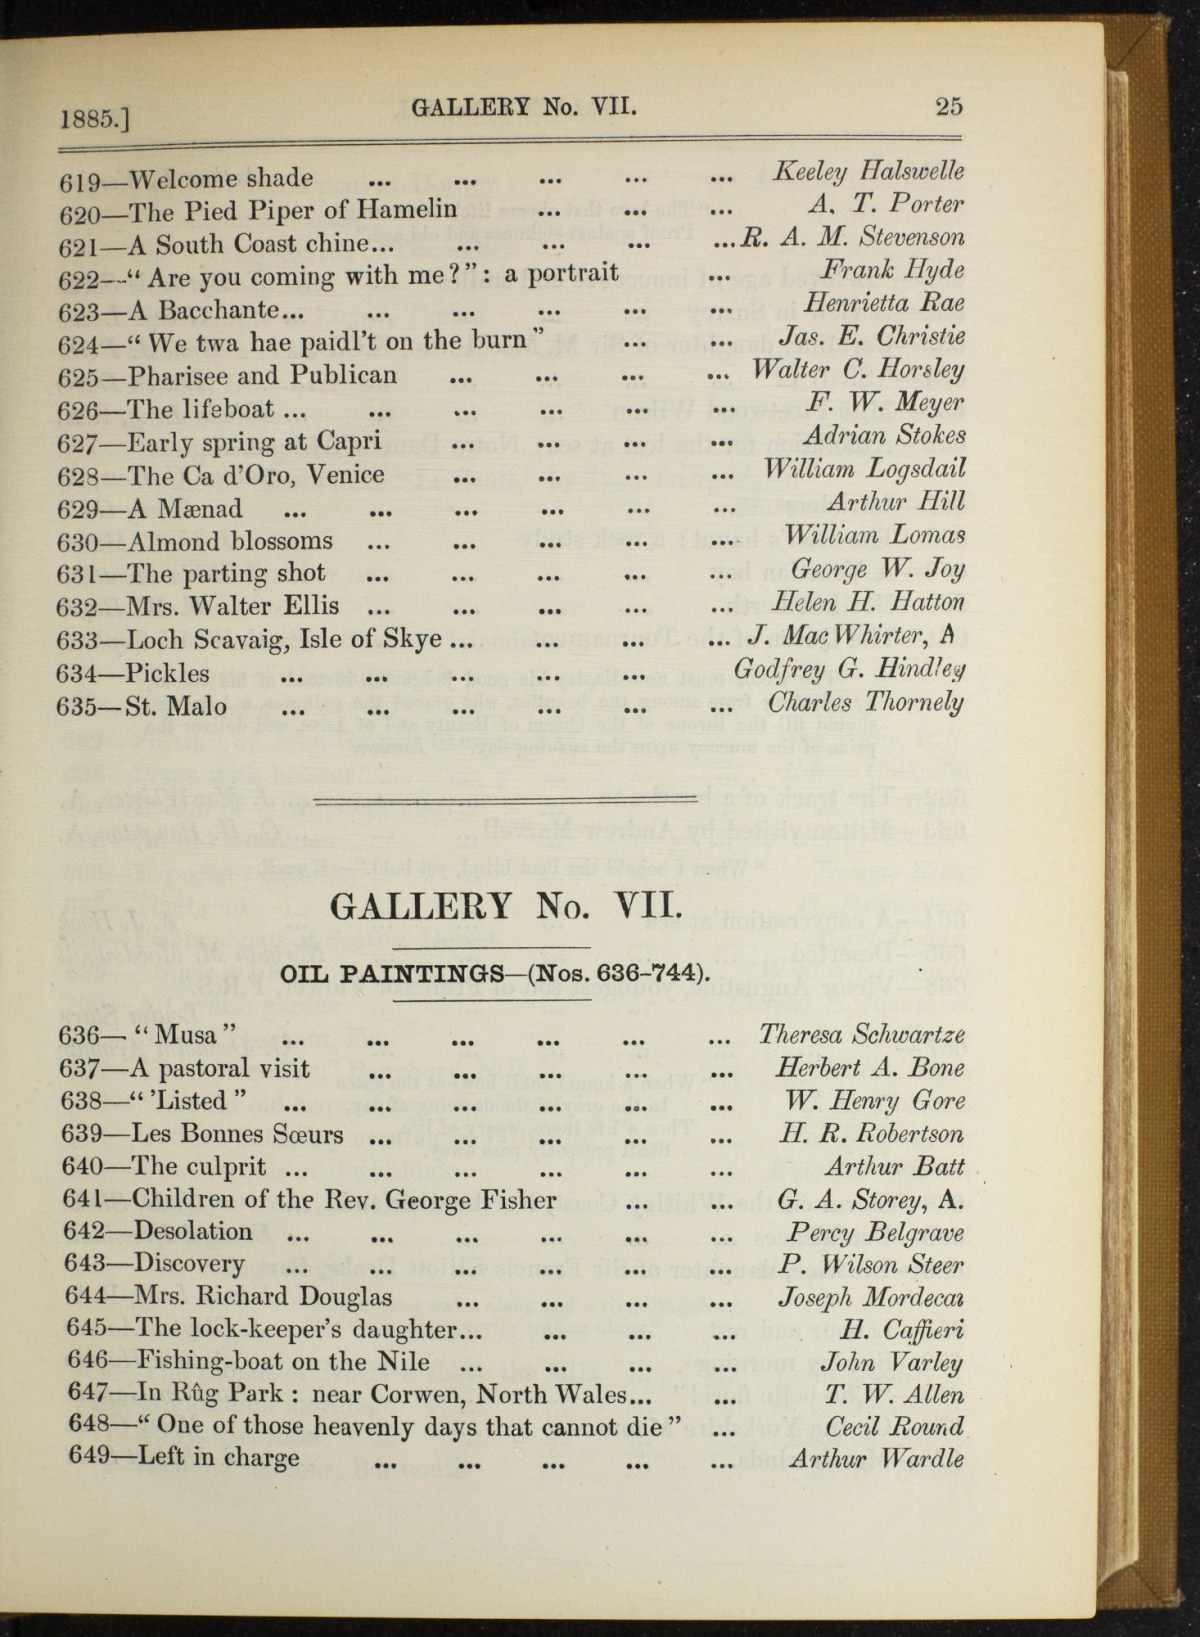 1885.] GALLERY No. VII. 25
619—Welcome shade ... ... ... ... ... Keeley Halswelle
620—The Pied Piper of Hamelin ... ... ... A. T. Porter
621—A South Coast chine... ... ... ... ... R. A. M. Stevenson
622—“Are you coming with me?”: a portrait ... Frank Hyde
623—A Bacchante... ... ... ... ... ... Henrietta Rae
624—“We twa hae paidl't on the burn” ... ... Jas. E. Christie
625—Pharisee and Publican ... ... ... ... Walter C. Horsley
626—The lifeboat ... ... ... ... ... ... F. W. Meyer
627—Early spring at Capri ... ... ... ... Adrian Stokes
628—The Ca d'Oro, Venice ... ... ... ... William Logsdail
629—A Mænad ... ... ... ... ... ... Arthur Hill
630—Almond blossoms ... ... ... ... ... William Lomas
631—The parting shot ... ... ... ... ... George W. Joy
632—Mrs. Walter Ellis ... ... ... ... ... Helen H. Hatton
633—Loch Scavaig, Isle of Skye ... ... ... ... J. MacWhirter, A
634—Pickles ... ... ... ... ... Godfrey G. Hindley
635—St. Malo ... ... ... ... ... ... Charles Thornely
GALLERY No. VII.
OIL PAINTINGS—(Nos. 636-744).
636—“Musa” ... ... ... ... ... ... Theresa Schwartze
637—A pastoral visit ... ... ... ... ... Herbert A. Bone
638—“'Listed” ... ... ... ... ... ... W. Henry Gore
639—Les Bonnes Sœurs ... ... ... ... ... H. R. Robertson
640—The culprit ... ... ... ... ... ... Arthur Batt
641—Children of the Rev. George Fisher ... ... G. A. Storey, A.
642—Desolation ... ... ... ... ... ... Percy Belgrave
643—Discovery ... ... ... ... ... ... P. Wilson Steer
644—Mrs. Richard Douglas ... ... ... ... Joseph Mordecai
645—The lock-keeper's daughter... ... ... ... H. Caffieri
646—Fishing-boat on the Nile ... ... ... ... John Varley
647—In Rûg Park : near Corwen, North Wales... ... T. W. Allen
648—“One of those heavenly days that cannot die” ... Cecil Round
649—Left in charge ... ... ... ... ... Arthur Wardle